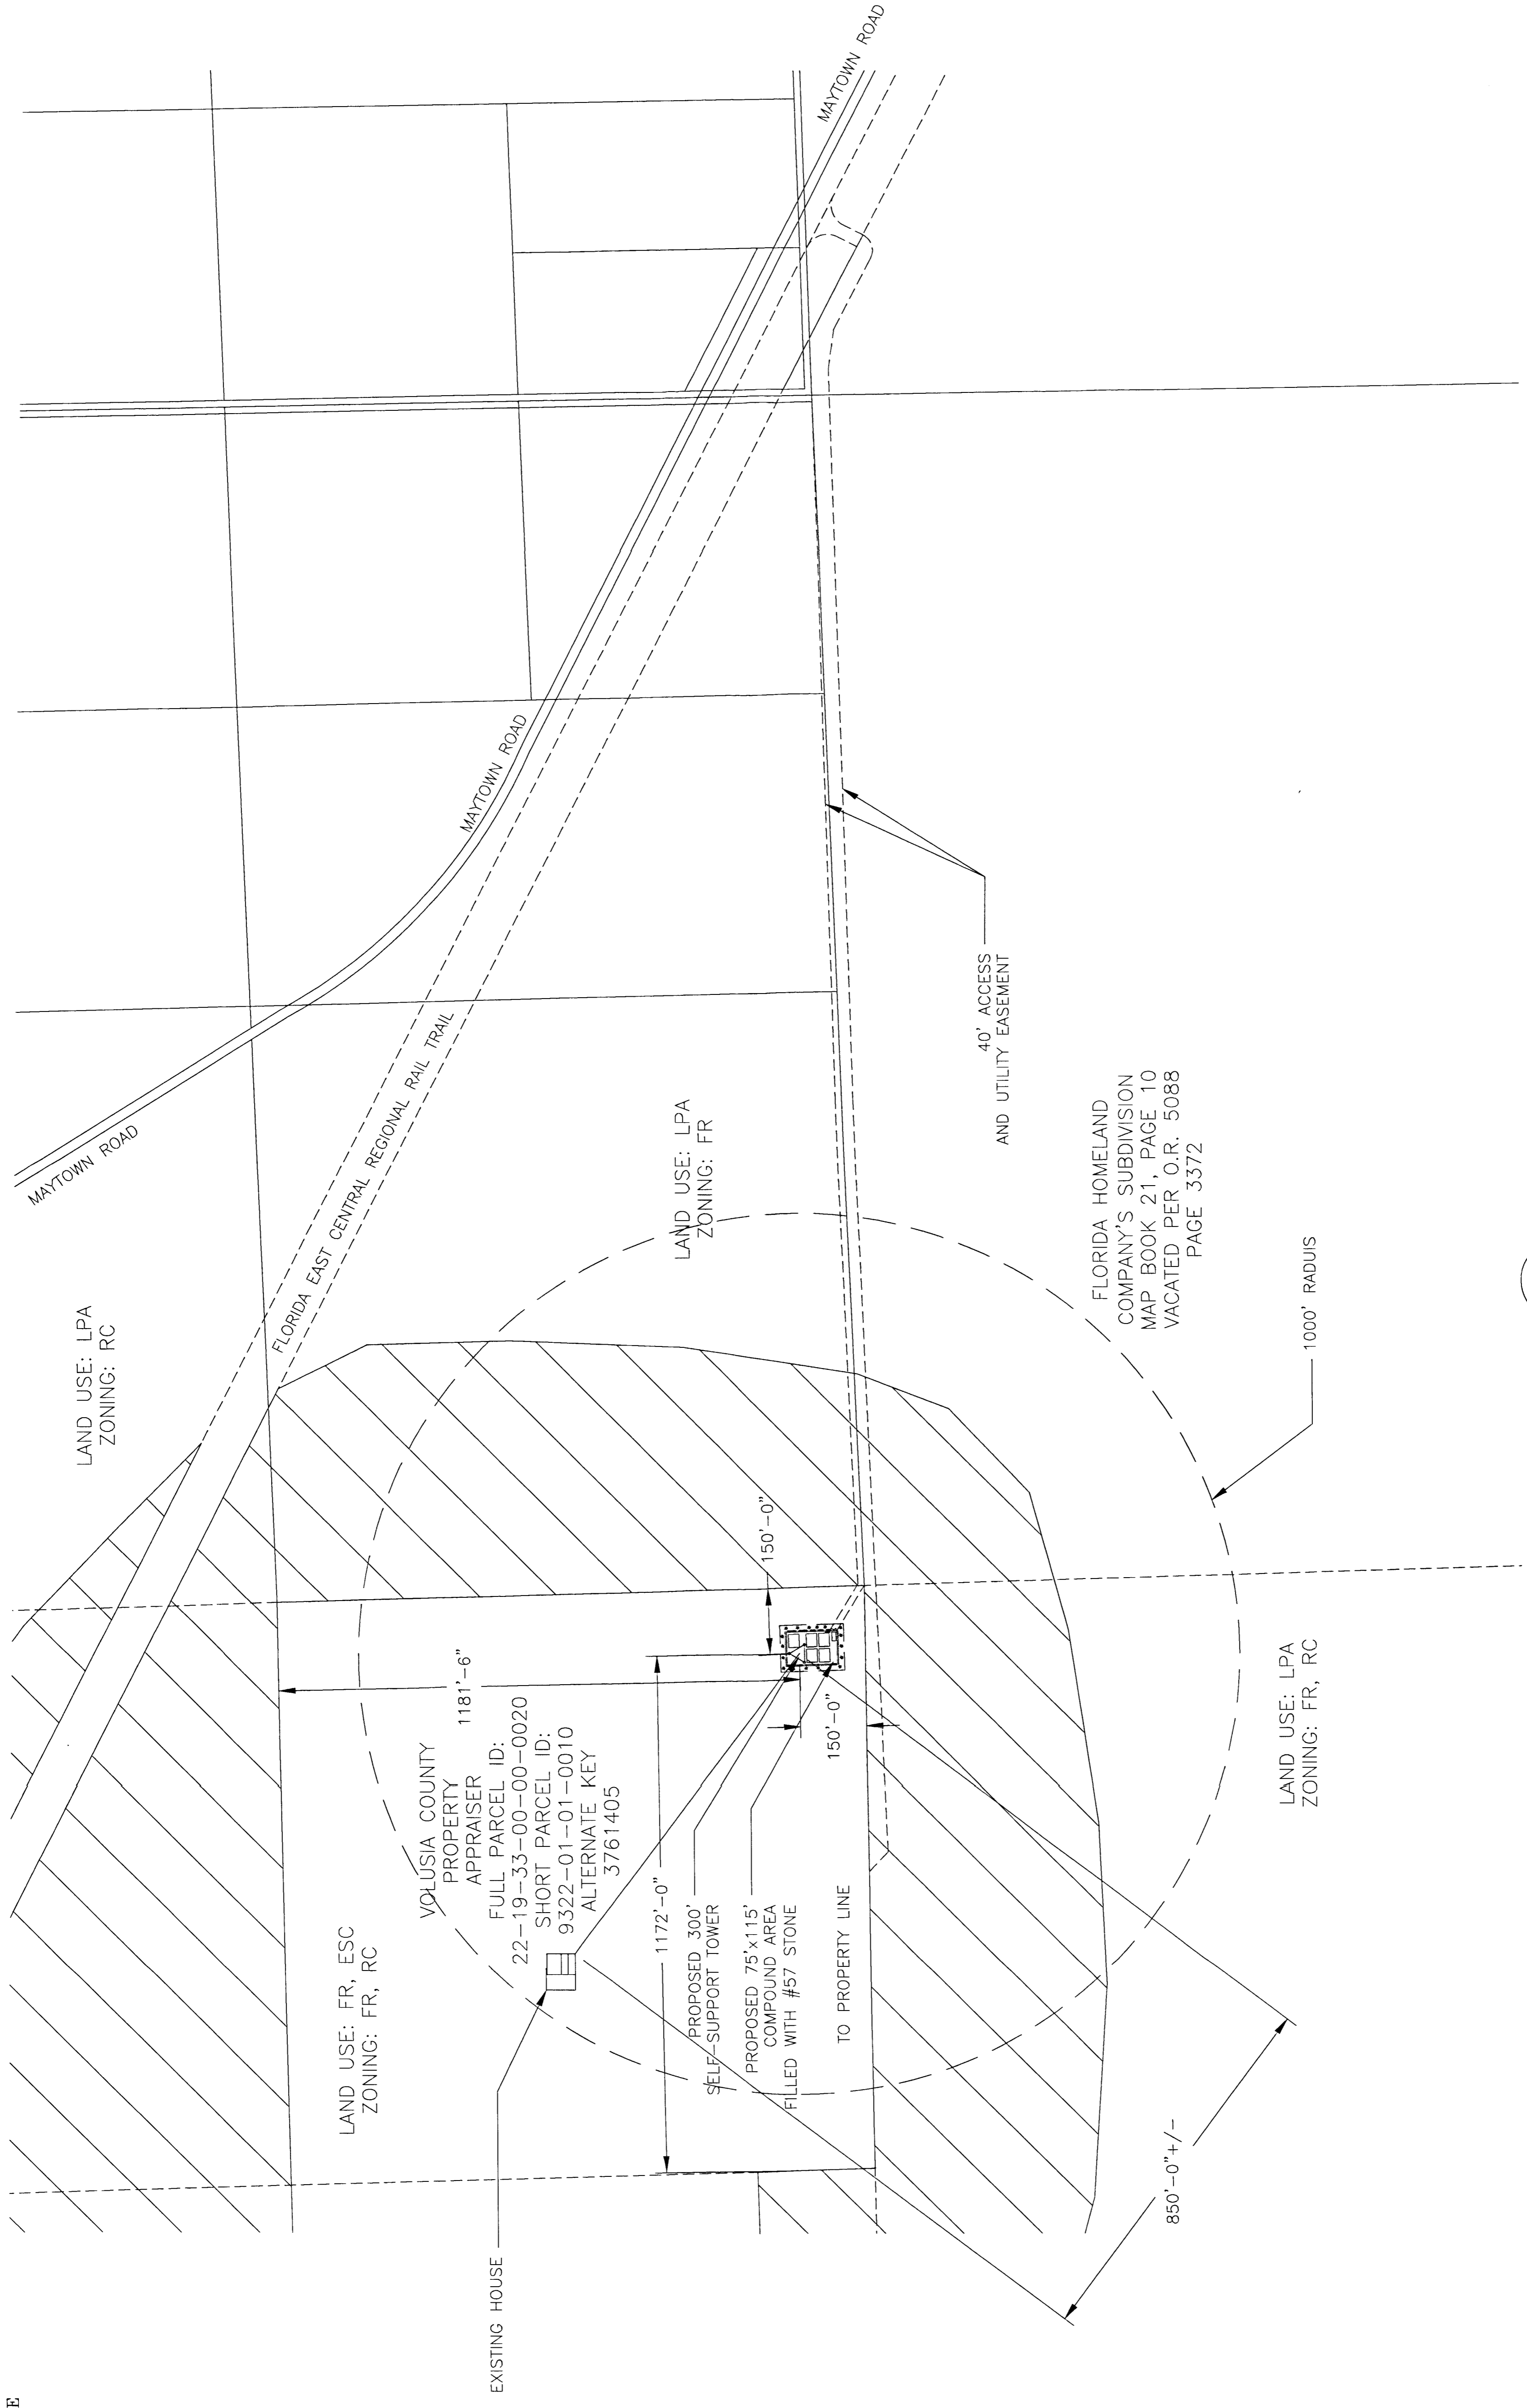 MAYTOWN ROAD
MAYTOWN ROAD
MAYTOWN ROAD
FLORIDA EAST CENTRAL REGIONAL RAIL TRAIL
LAND USE: LPA
ZONING: RC
LAND USE: LPA
ZONING: FR
40' ACCESS
AND UTILITY EASEMENT
FLORIDA HOMELAND
COMPANY'S SUBDIVISION
MAP BOOK 21, PAGE 10
VACATED PER O.R. 5088
PAGE 3372
1000' RADUIS
LAND USE: LPA
ZONING: FR, RC
150'-0"
1181'-6"
150'-0"
VOLUSIA COUNTY
PROPERTY
APPRAISER
FULL PARCEL ID:
22-19-33-00-00-0020
SHORT PARCEL ID:
9322-01-01-0010
ALTERNATE KEY
3761405
1172'-0"
PROPOSED 300'
SELF-SUPPORT TOWER
PROPOSED 75'x115'
COMPOUND AREA
FILLED WITH #57 STONE
TO PROPERTY LINE
LAND USE: FR, ESC
ZONING: FR, RC
EXISTING HOUSE
850'-0"+/-
E